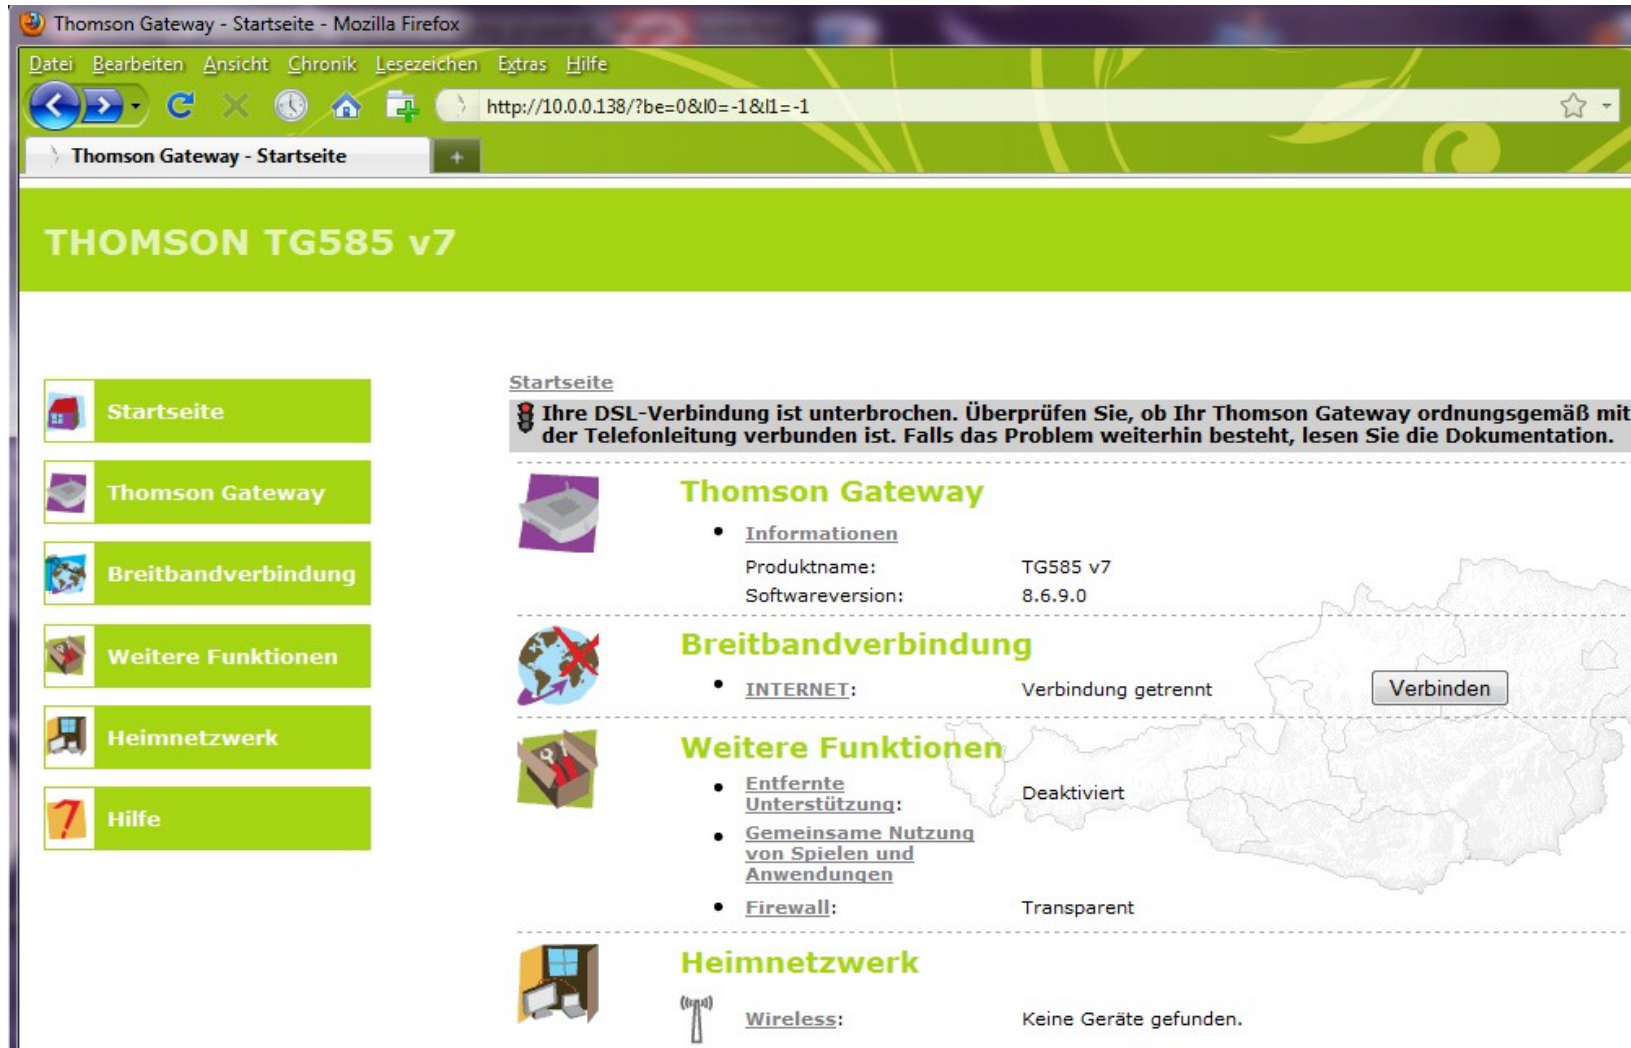 Thomson Gateway - Startseite - Mozilla Firefox
Datei Bearbeiten Ansicht Chronik Lesezeichen Extras Hilfe
http://10.0.0.138/?be=0&l0=-1&l1=-1
Thomson Gateway - Startseite
THOMSON TG585 v7
Startseite
Thomson Gateway
Breitbandverbindung
Weitere Funktionen
Heimnetzwerk
Hilfe
Startseite
Ihre DSL-Verbindung ist unterbrochen. Überprüfen Sie, ob Ihr Thomson Gateway ordnungsgemäß mit
der Telefonleitung verbunden ist. Falls das Problem weiterhin besteht, lesen Sie die Dokumentation.
Thomson Gateway
Informationen
Produktname: TG585 v7
Softwareversion: 8.6.9.0
Breitbandverbindung
INTERNET: Verbindung getrennt Verbinden
Weitere Funktionen
Entfernte
Unterstützung: Deaktiviert
Gemeinsame Nutzung
von Spielen und
Anwendungen
Firewall: Transparent
Heimnetzwerk
Wireless: Keine Geräte gefunden.